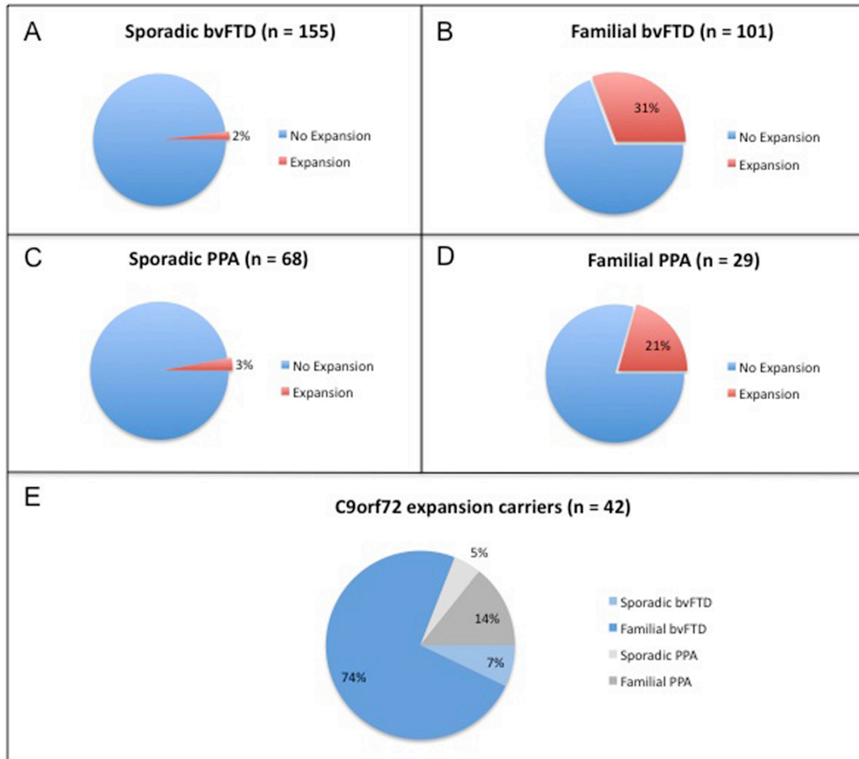 A
Sporadic bvFTD (n = 155)
2%
No Expansion
Expansion
B
Familial bvFTD (n = 101)
31%
No Expansion
Expansion
C
Sporadic PPA (n = 68)
3%
No Expansion
Expansion
D
Familial PPA (n = 29)
21%
No Expansion
Expansion
E
C9orf72 expansion carriers (n = 42)
5%
14%
7%
74%
Sporadic bvFTD
Familial bvFTD
Sporadic PPA
Familial PPA